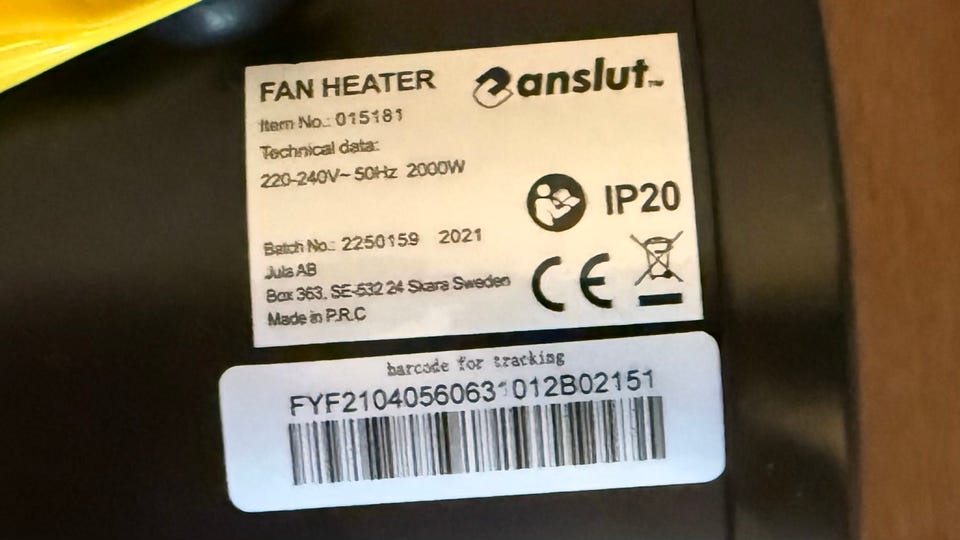 FAN HEATER
anslut™
Item No.: 015181
Technical data:
220-240V~ 50Hz 2000W
IP20
Batch No.: 2250159 2021
Jula AB
Box 363, SE-532 24 Skara Sweden
Made in P.R.C
CE
barcode for tracking
FYF21040560631012B02151